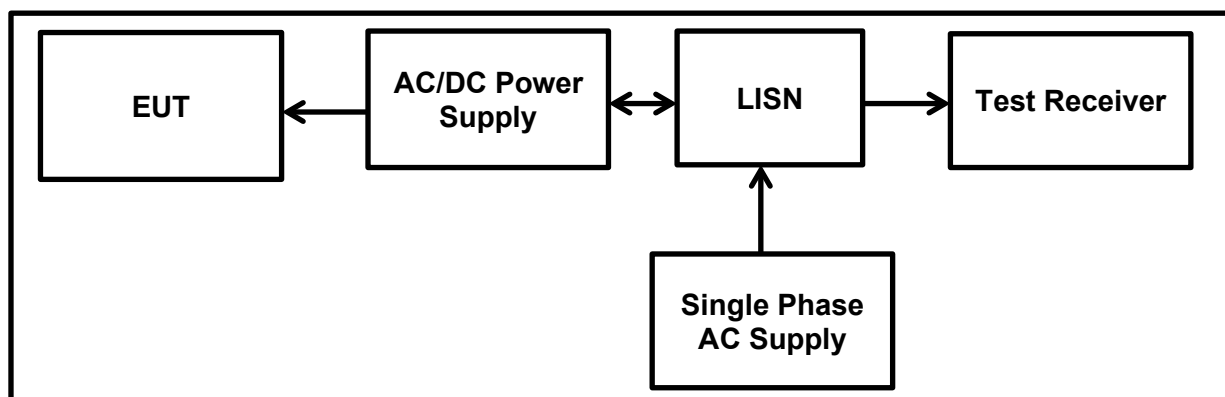 EUT
AC/DC Power
Supply
LISN
Test Receiver
Single Phase
AC Supply